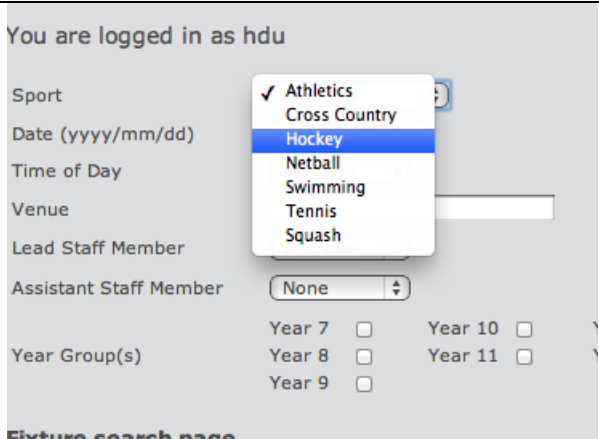 You are logged in as hdu
Sport
✓ Athletics
Cross Country
Hockey
Netball
Swimming
Tennis
Squash
Date (yyyy/mm/dd)
Time of Day
Venue
Lead Staff Member
Assistant Staff Member None
Year 7 Year 10
Year Group(s) Year 8 Year 11
Year 9
Fixture search page